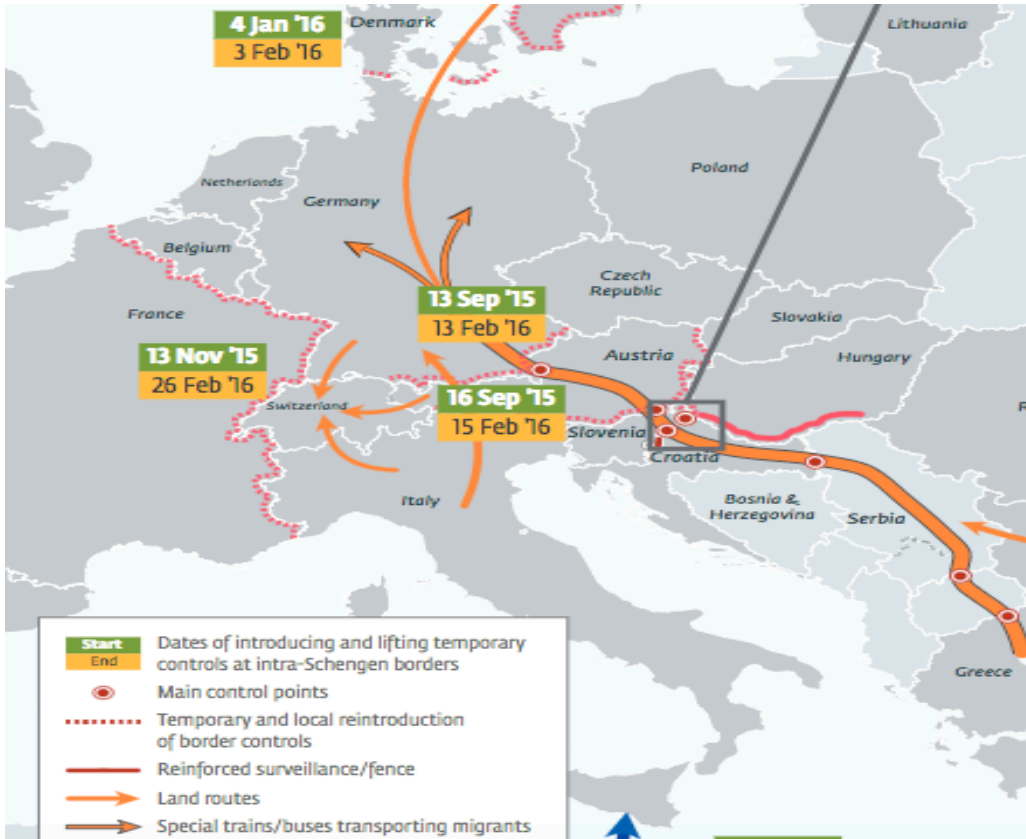 4 Jan '16
3 Feb '16
Denmark
Lithuania
Netherlands
Poland
Germany
Belgium
Czech
Republic
France
13 Sep '15
13 Feb '16
Slovakia
13 Nov '15
26 Feb '16
Austria
Hungary
Switzerland
16 Sep '15
15 Feb '16
Slovenia
Croatia
Italy
Bosnia &
Herzegovina
Serbia
R
Greece
Start
End
Dates of introducing and lifting temporary
controls at intra-Schengen borders
Main control points
Temporary and local reintroduction
of border controls
Reinforced surveillance/fence
Land routes
Special trains/buses transporting migrants